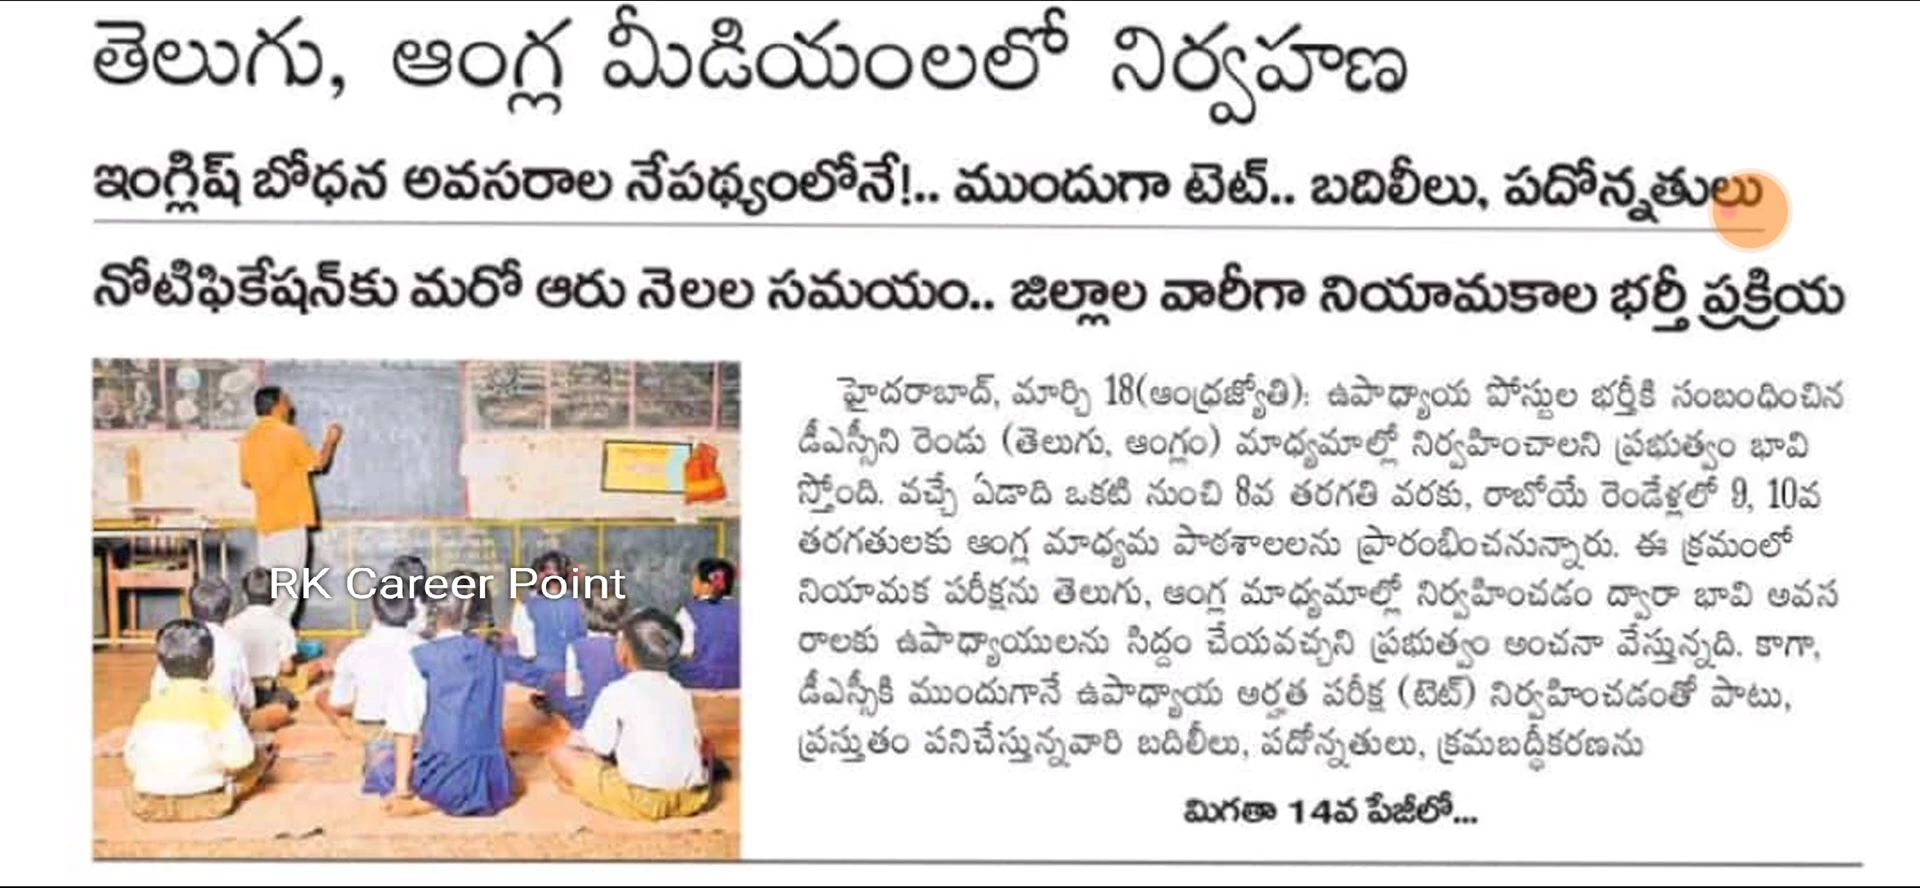 తెలుగు, ఆంగ్ల మీడియంలలో నిర్వహణ
ఇంగ్లిష్ బోధన అవసరాల నేపథ్యంలోనే!.. ముందుగా టెట్.. బదిలీలు, పదోన్నతులు
నోటిఫికేషన్‌కు మరో ఆరు నెలల సమయం.. జిల్లాల వారీగా నియామకాల భర్తీ ప్రక్రియ
హైదరాబాద్, మార్చి 18(ఆంధ్రజ్యోతి): ఉపాధ్యాయ పోస్టుల భర్తీకి సంబంధించిన
డీఎస్సీని రెండు (తెలుగు, ఆంగ్లం) మాధ్యమాల్లో నిర్వహించాలని ప్రభుత్వం భావి
స్తోంది. వచ్చే ఏడాది ఒకటి నుంచి 8వ తరగతి వరకు, రాబోయే రెండేళ్లలో 9, 10వ
తరగతులకు ఆంగ్ల మాధ్యమ పాఠశాలలను ప్రారంభించనున్నారు. ఈ క్రమంలో
నియామక పరీక్షను తెలుగు, ఆంగ్ల మాధ్యమాల్లో నిర్వహించడం ద్వారా భావి అవస
రాలకు ఉపాధ్యాయులను సిద్దం చేయవచ్చని ప్రభుత్వం అంచనా వేస్తున్నది. కాగా,
డీఎస్సీకి ముందుగానే ఉపాధ్యాయ అర్హత పరీక్ష (టెట్) నిర్వహించడంతో పాటు,
ప్రస్తుతం పనిచేస్తున్నవారి బదిలీలు, పదోన్నతులు, క్రమబద్ధీకరణను
మిగతా 14వ పేజీలో...
RK Career Point